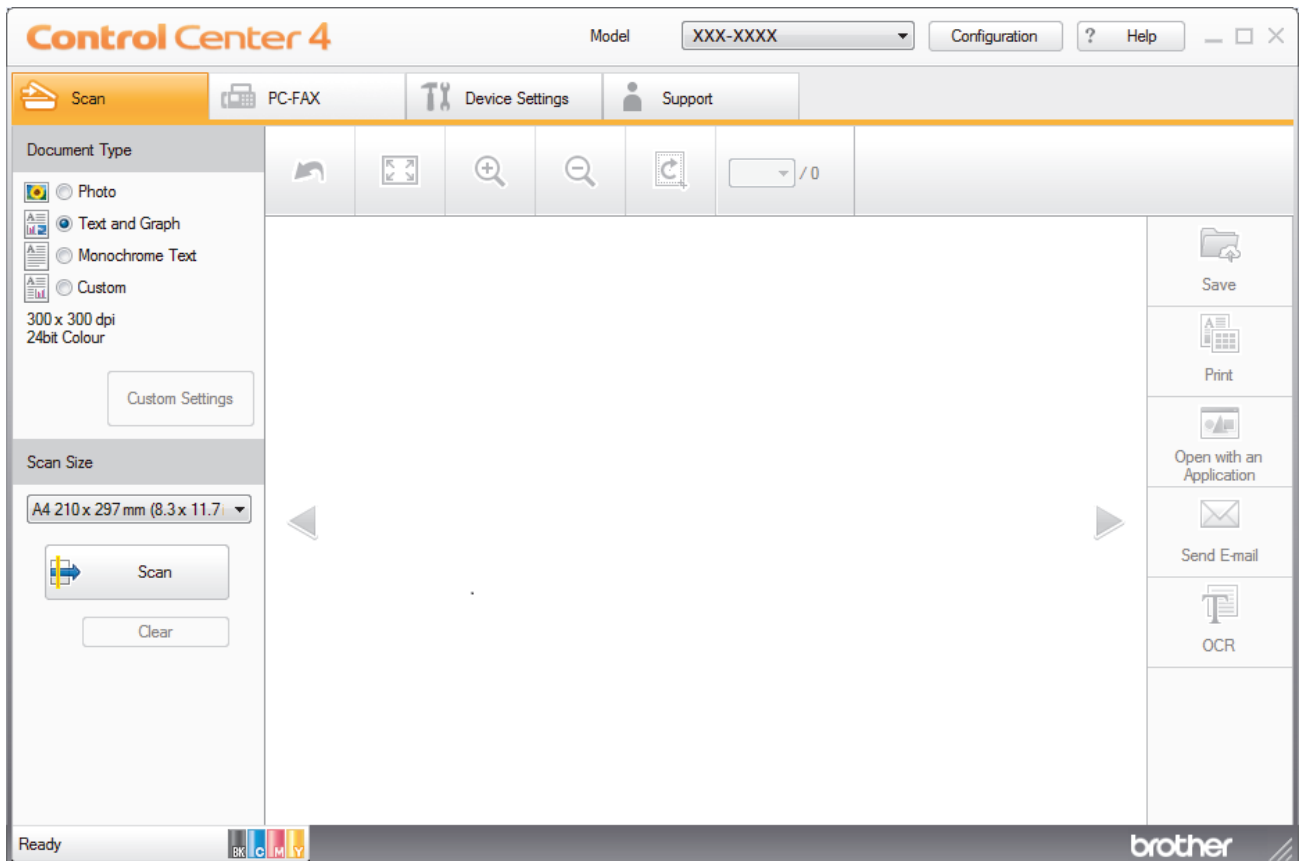 Control Center 4
Model
XXX-XXXX
Configuration
? Help
Scan
PC-FAX
Device Settings
Support
Document Type
Photo
Text and Graph
Monochrome Text
Custom
300 x 300 dpi
24bit Colour
Custom Settings
/ 0
Scan Size
A4 210 x 297 mm (8.3 x 11.7
Scan
Clear
Save
Print
Open with an
Application
Send E-mail
OCR
Ready
BK C M Y
brother